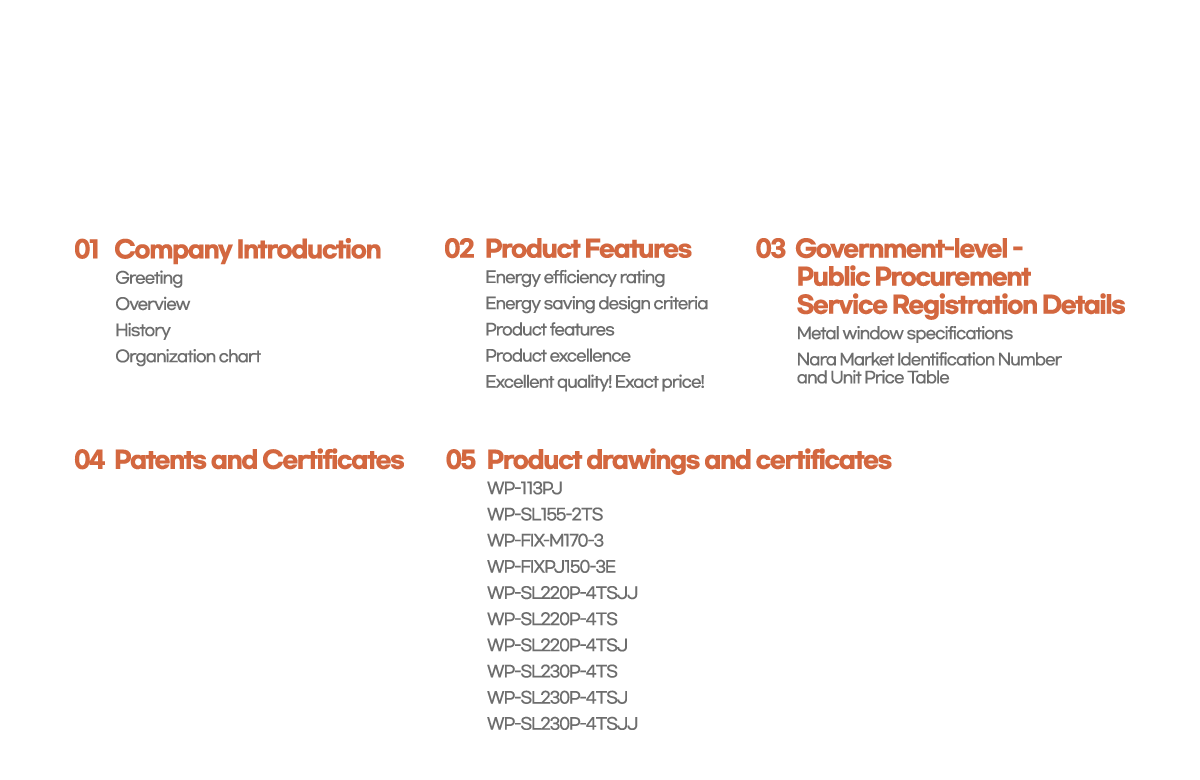 01 Company Introduction
Greeting
Overview
History
Organization chart
02 Product Features
Energy efficiency rating
Energy saving design criteria
Product features
Product excellence
Excellent quality! Exact price!
03 Government-level -
Public Procurement
Service Registration Details
Metal window specifications
Nara Market Identification Number
and Unit Price Table
04 Patents and Certificates
05 Product drawings and certificates
WP-113PJ
WP-SL155-2TS
WP-FIX-M170-3
WP-FIXPJ150-3E
WP-SL220P-4TSJJ
WP-SL220P-4TS
WP-SL220P-4TSJ
WP-SL230P-4TS
WP-SL230P-4TSJ
WP-SL230P-4TSJJ